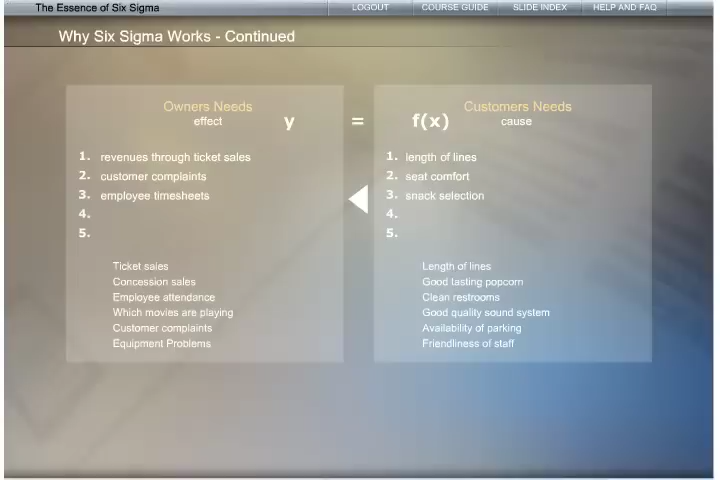 The Essence of Six Sigma
LOGOUT COURSE GUIDE SLIDE INDEX HELP AND FAQ
Why Six Sigma Works - Continued
Owners Needs
effect
y = f(x)
Customers Needs
cause
1. revenues through ticket sales
2. customer complaints
3. employee timesheets
4.
5.
Ticket sales
Concession sales
Employee attendance
Which movies are playing
Customer complaints
Equipment Problems
1. length of lines
2. seat comfort
3. snack selection
4.
5.
Length of lines
Good tasting popcorn
Clean restrooms
Good quality sound system
Availability of parking
Friendliness of staff